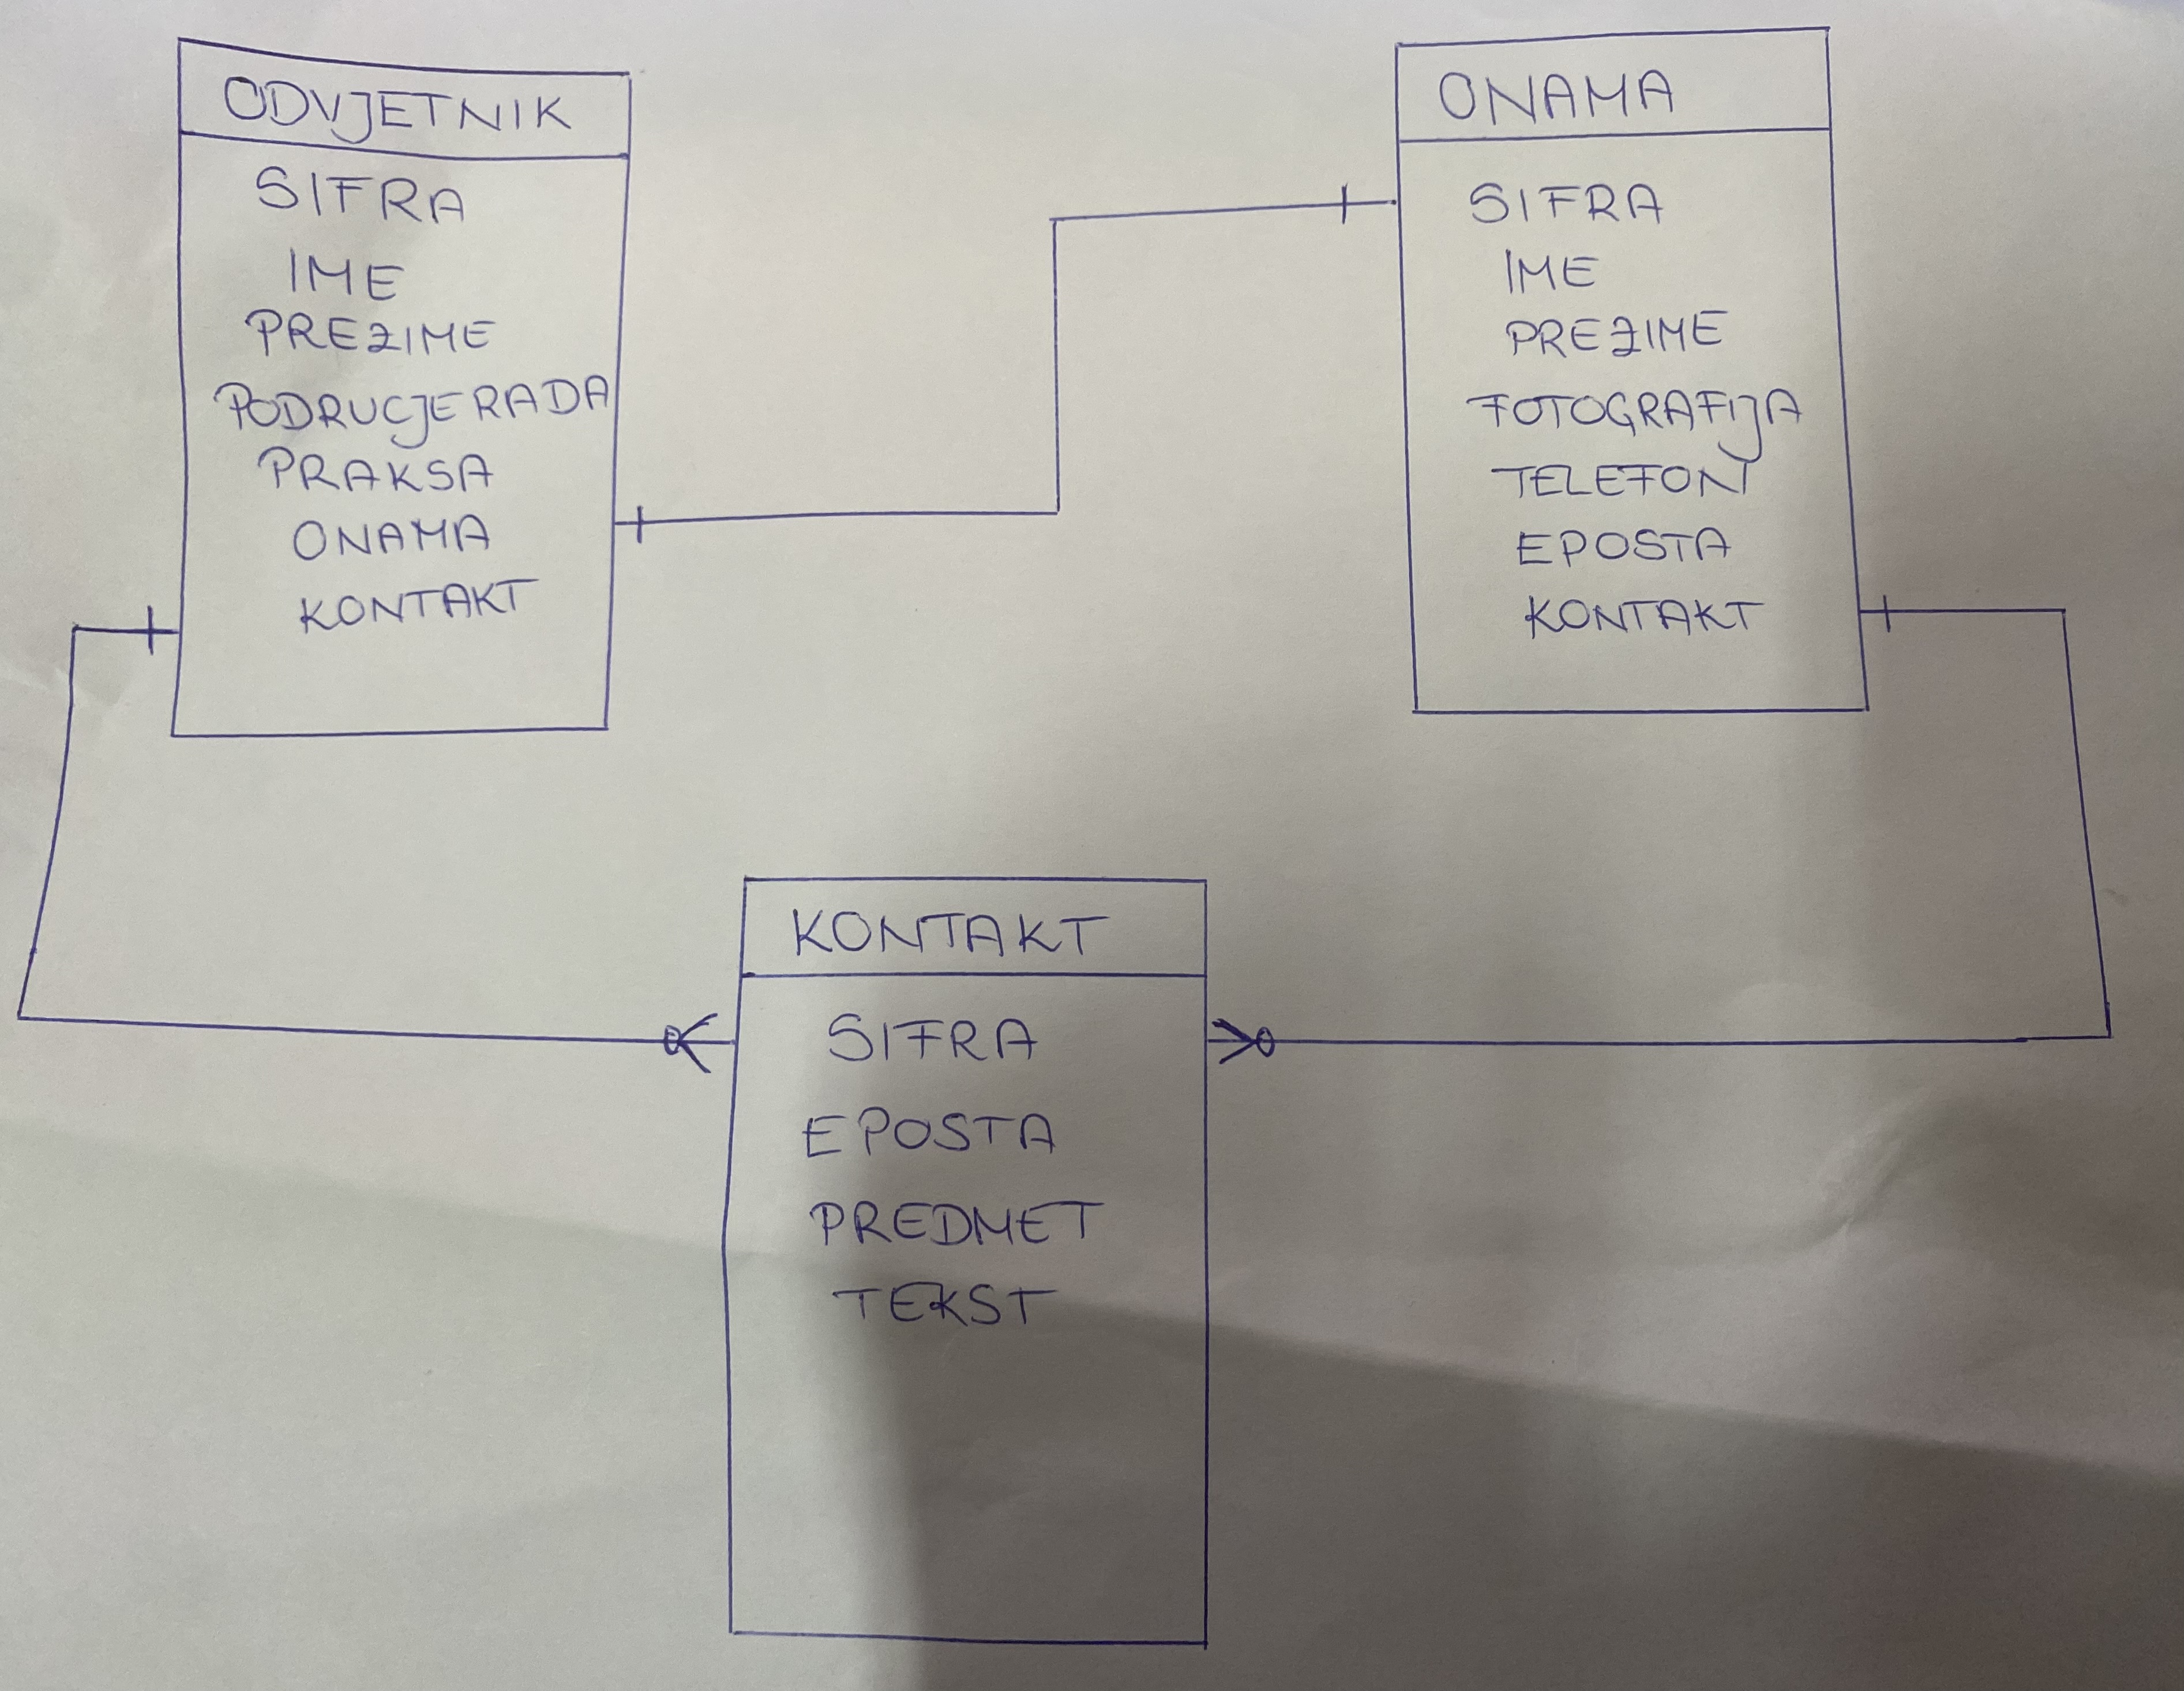 ODVJETNIK
SIFRA
IME
PREZIME
PODRUCJERADA
PRAKSA
ONAMA
KONTAKT
ONAMA
SIFRA
IME
PREZIME
FOTOGRAFIJA
TELEFON
EPOSTA
KONTAKT
KONTAKT
SIFRA
EPOSTA
PREDMET
TEKST